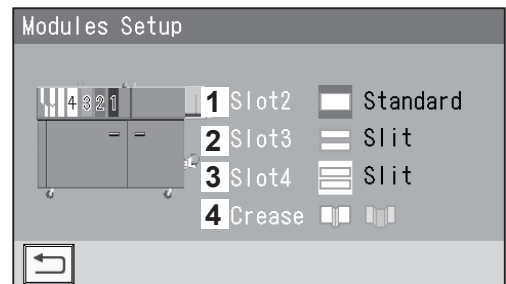 Modules Setup
4 3 2 1
1 Slot2 Standard
2 Slot3 Slit
3 Slot4 Slit
4 Crease